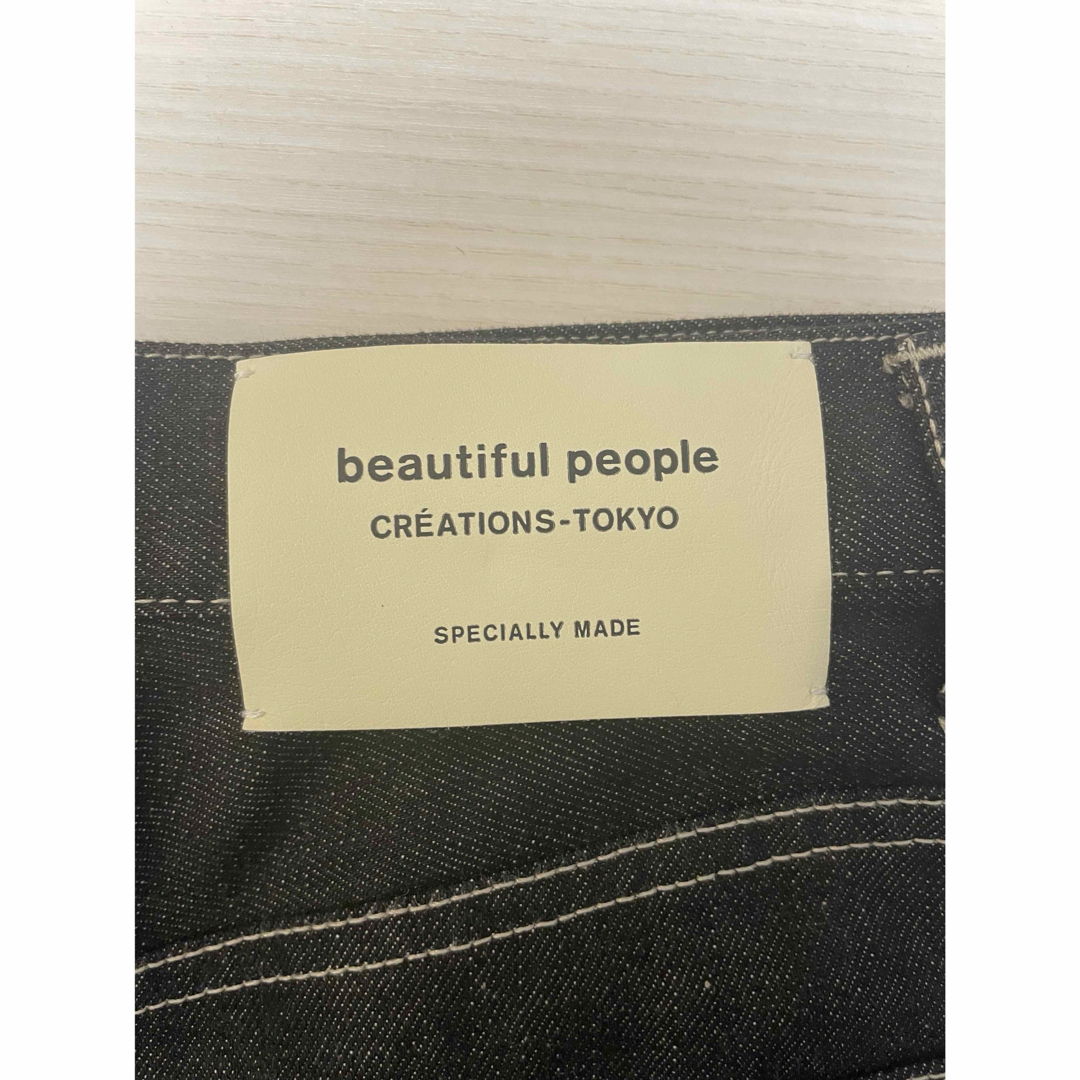 beautiful people
CRÉATIONS-TOKYO
SPECIALLY MADE